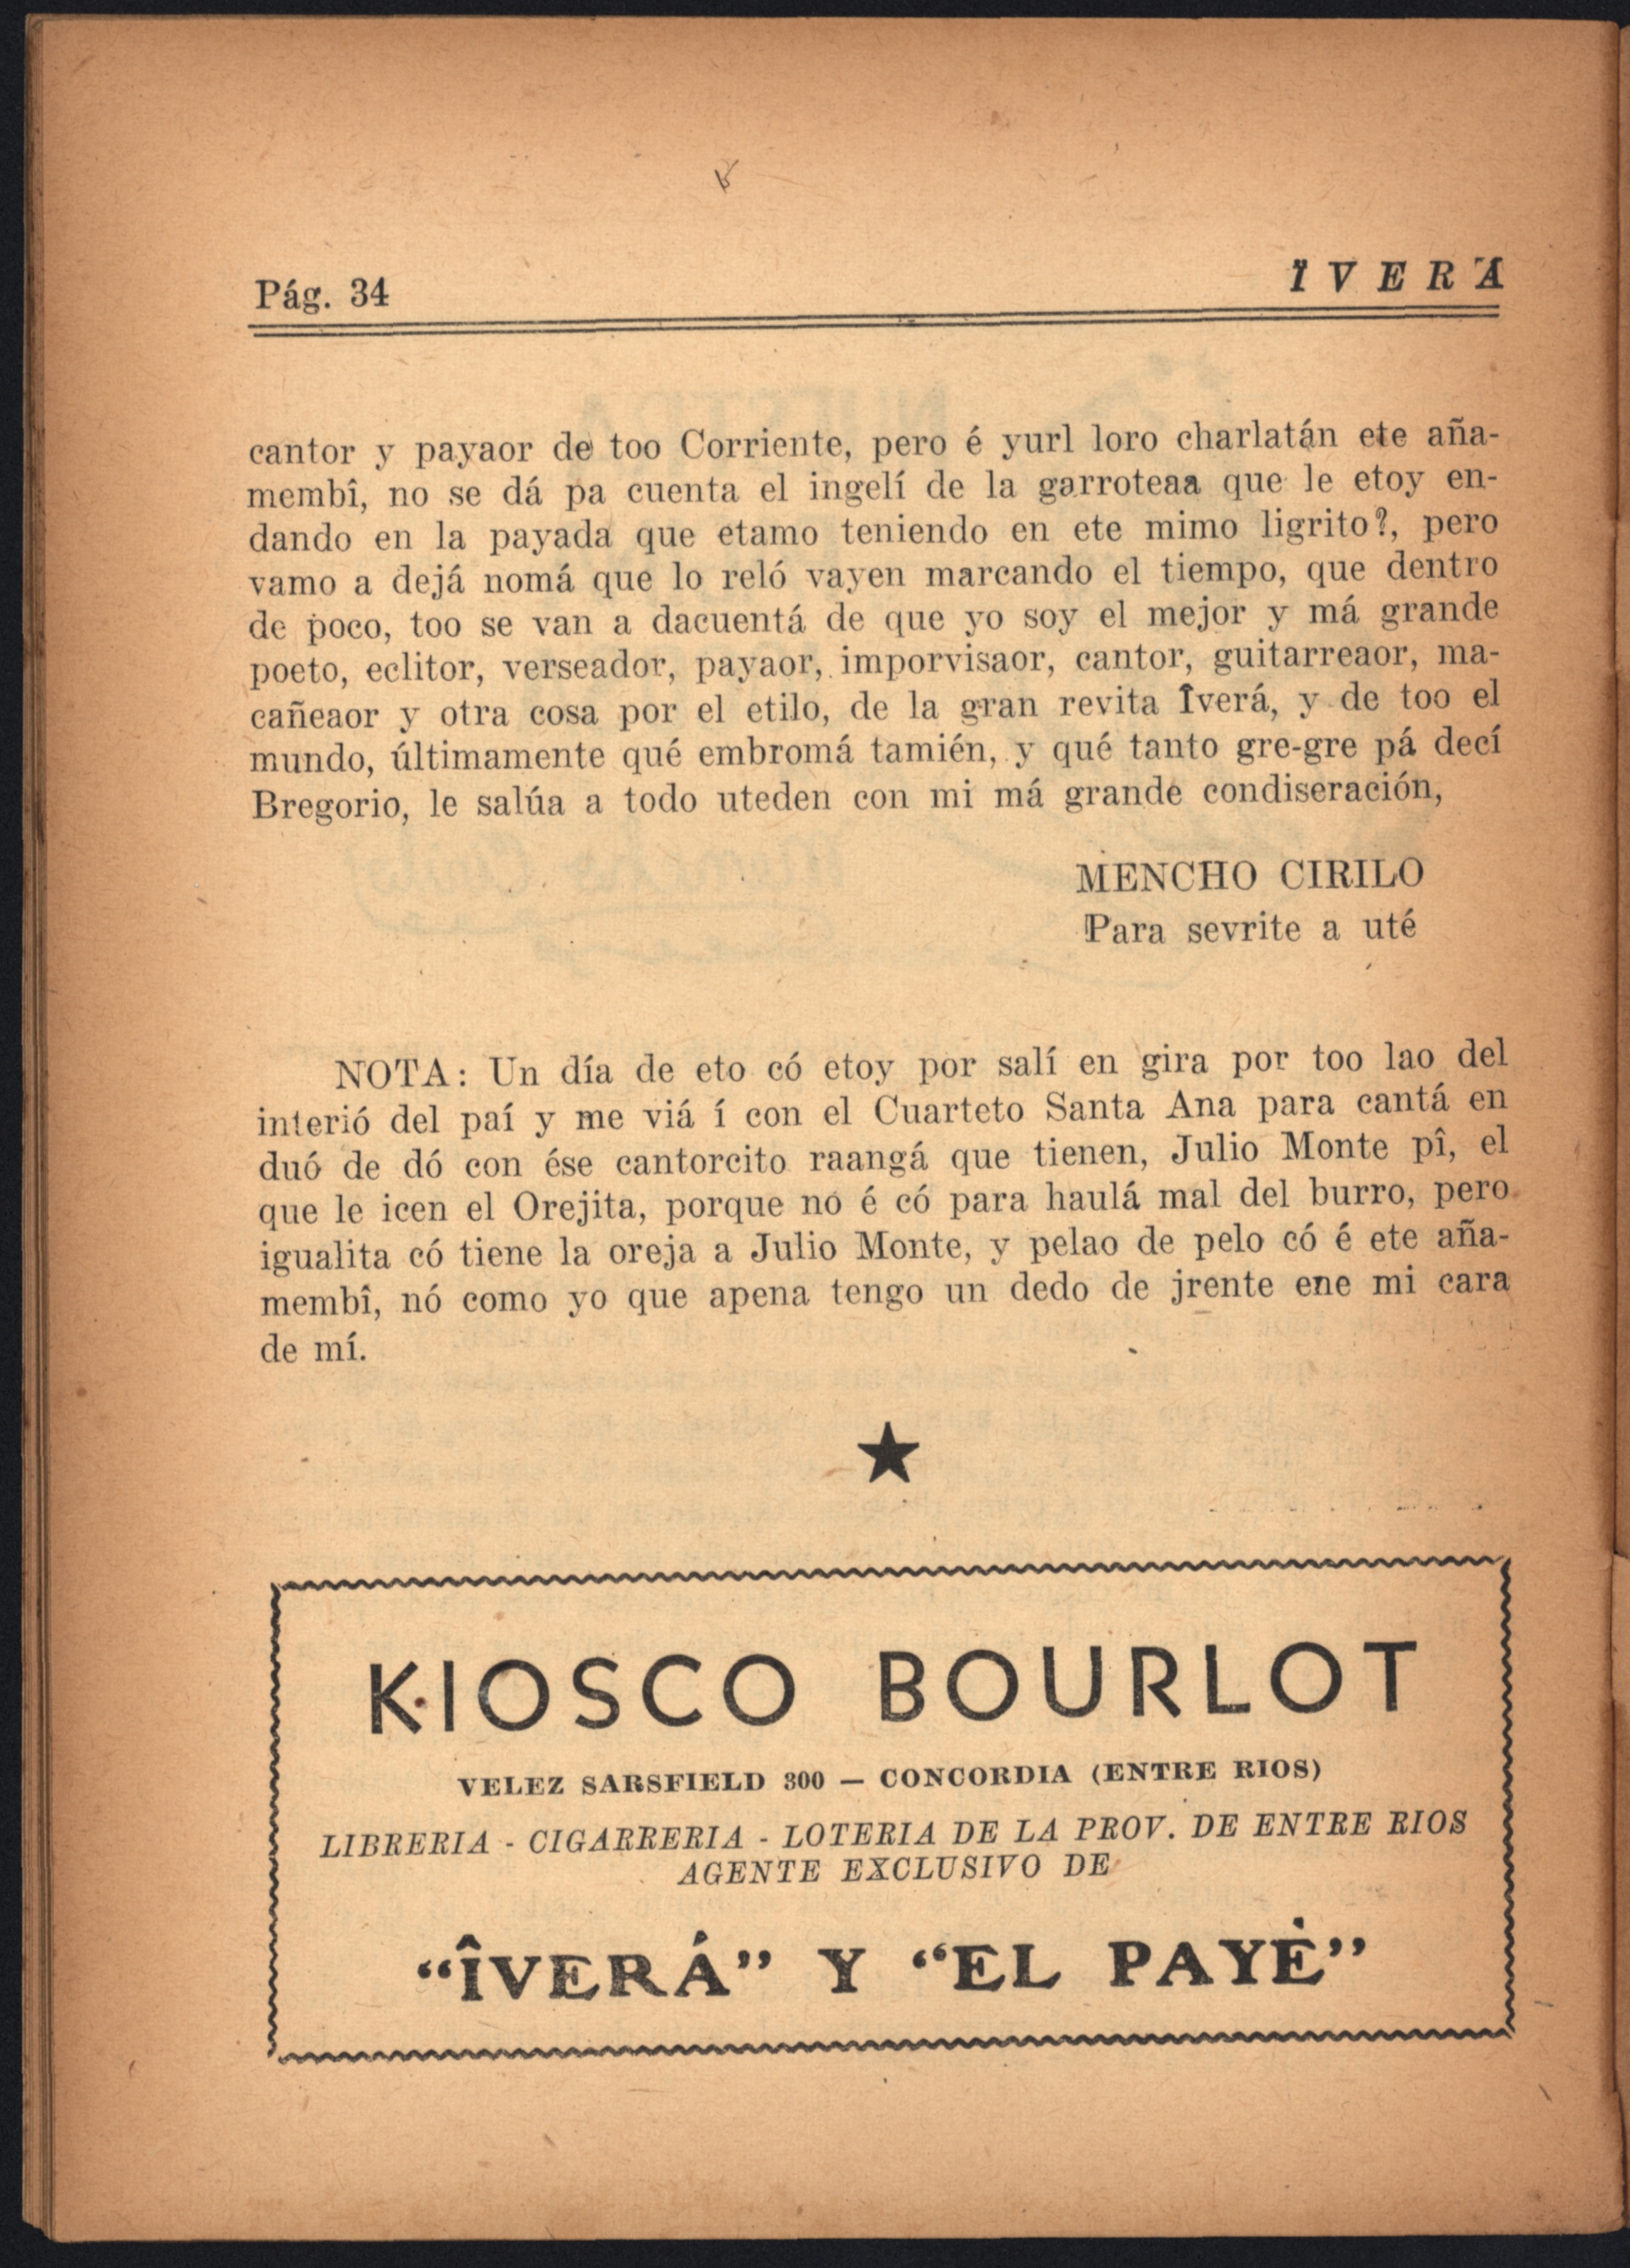 Pág. 34
ÎVERÁ
cantor y payaor de too Corriente, pero é yurl loro charlatán ete aña-
membî, no se dá pa cuenta el ingelí de la garroteaa que le etoy en-
dando en la payada que etamo teniendo en ete mimo ligrito?, pero
vamo a dejá nomá que lo reló vayen marcando el tiempo, que dentro
de poco, too se van a dacuentá de que yo soy el mejor y má grande
poeto, eclitor, verseador, payaor, imporvisaor, cantor, guitarreaor, ma-
cañeaor y otra cosa por el etilo, de la gran revita Îverá, y de too el
mundo, últimamente qué embromá tamién, y qué tanto gre-gre pá decí
Bregorio, le salúa a todo uteden con mi má grande condiseración,
MENCHO CIRILO
Para sevrite a uté
NOTA: Un día de eto có etoy por salí en gira por too lao del
interió del paí y me viá í con el Cuarteto Santa Ana para cantá en
duó de dó con ése cantorcito raangá que tienen, Julio Monte pî, el
que le icen el Orejita, porque no é có para haulá mal del burro, pero
igualita có tiene la oreja a Julio Monte, y pelao de pelo có é ete aña-
membî, nó como yo que apena tengo un dedo de jrente ene mi cara
de mí.
KIOSCO BOURLOT
VELEZ SARSFIELD 300 — CONCORDIA (ENTRE RIOS)
LIBRERIA - CIGARRERIA - LOTERIA DE LA PROV. DE ENTRE RIOS
AGENTE EXCLUSIVO DE
“ÎVERÁ” Y “EL PAYÉ”